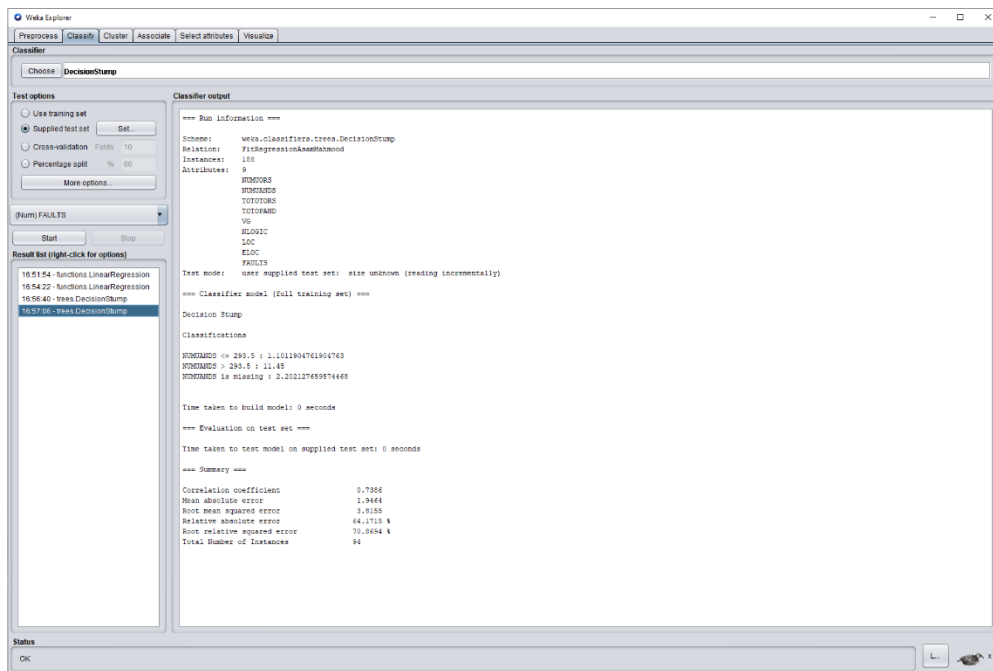 Weka Explorer
Preprocess Classify Cluster Associate Select attributes Visualize
Classifier
Choose DecisionStump
Test options
Use training set
Supplied test set Set...
Cross-validation Folds 10
Percentage split % 66
More options...
(Num) FAULTS
Start Stop
Result list (right-click for options)
16:51:54 - functions.LinearRegression
16:54:22 - functions.LinearRegression
16:56:40 - trees.DecisionStump
16:57:06 - trees.DecisionStump
Classifier output
=== Run information ===
Scheme: weka.classifiers.trees.DecisionStump
Relation: FitRegressionAsamMahmood
Instances: 188
Attributes: 9
NUMUORS
NUMUANDS
TOTOTORS
TOTOPAND
VG
NLOGIC
LOC
ELOC
FAULTS
Test mode: user supplied test set: size unknown (reading incrementally)
=== Classifier model (full training set) ===
Decision Stump
Classifications
NUMUANDS <= 293.5 : 1.1011904761904763
NUMUANDS > 293.5 : 11.45
NUMUANDS is missing : 2.202127659574468
Time taken to build model: 0 seconds
=== Evaluation on test set ===
Time taken to test model on supplied test set: 0 seconds
=== Summary ===
Correlation coefficient 0.7386
Mean absolute error 1.9464
Root mean squared error 3.8155
Relative absolute error 64.1715 %
Root relative squared error 70.8694 %
Total Number of Instances 94
Status
OK
L...
x